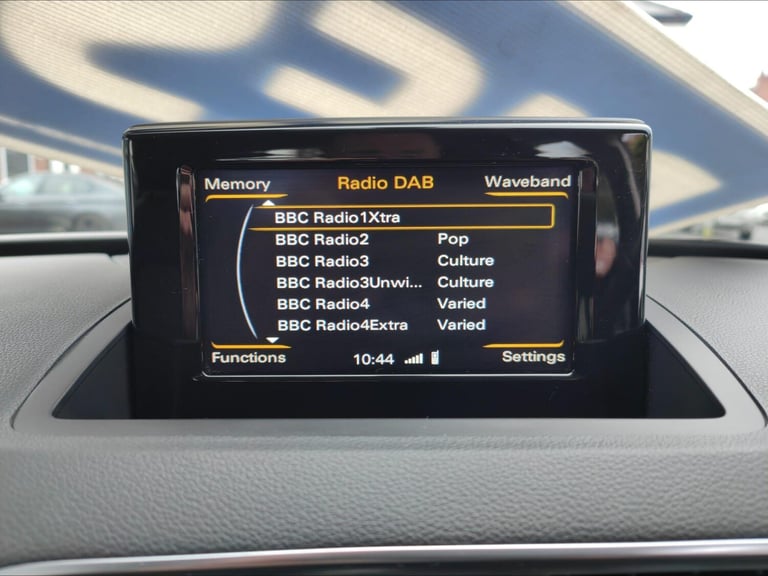 Memory Radio DAB Waveband
BBC Radio1Xtra
BBC Radio2 Pop
BBC Radio3 Culture
BBC Radio3Unwi... Culture
BBC Radio4 Varied
BBC Radio4Extra Varied
Functions 10:44 Settings